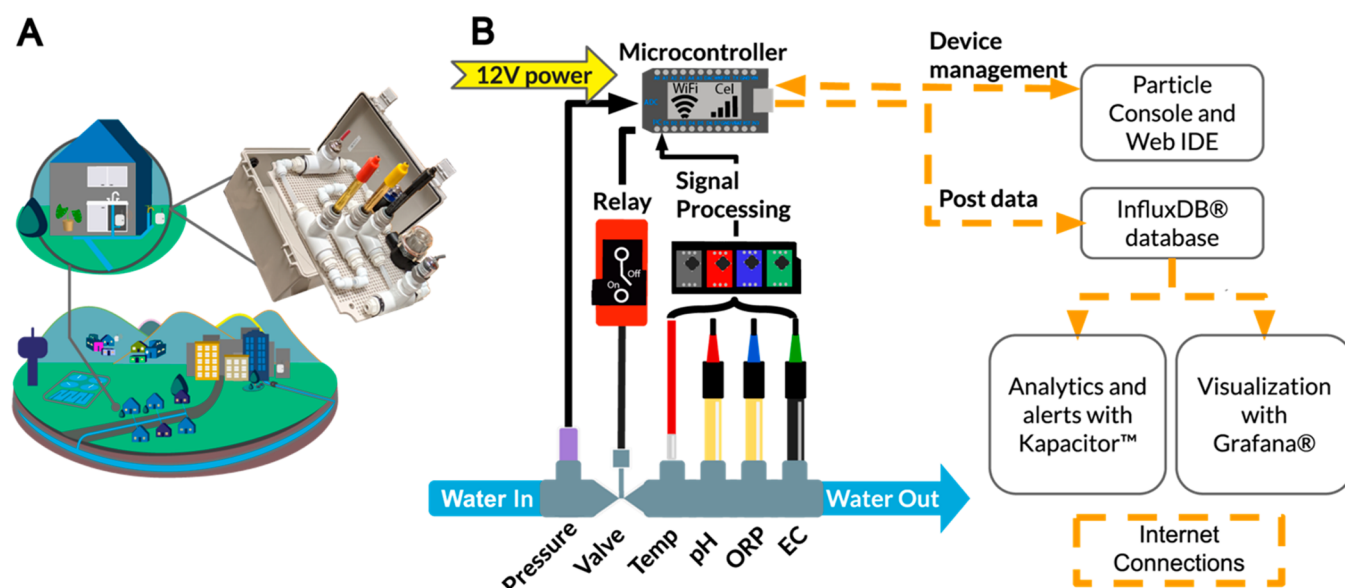 A
B
12V power
Microcontroller
WiFi
Cel
Device
management
Particle
Console and
Web IDE
Signal
Processing
Relay
Off
On
Post data
InfluxDB®
database
Analytics and
alerts with
Kapacitor™
Visualization
with
Grafana®
Water In
Water Out
Pressure
Valve
Temp
pH
ORP
EC
Internet
Connections